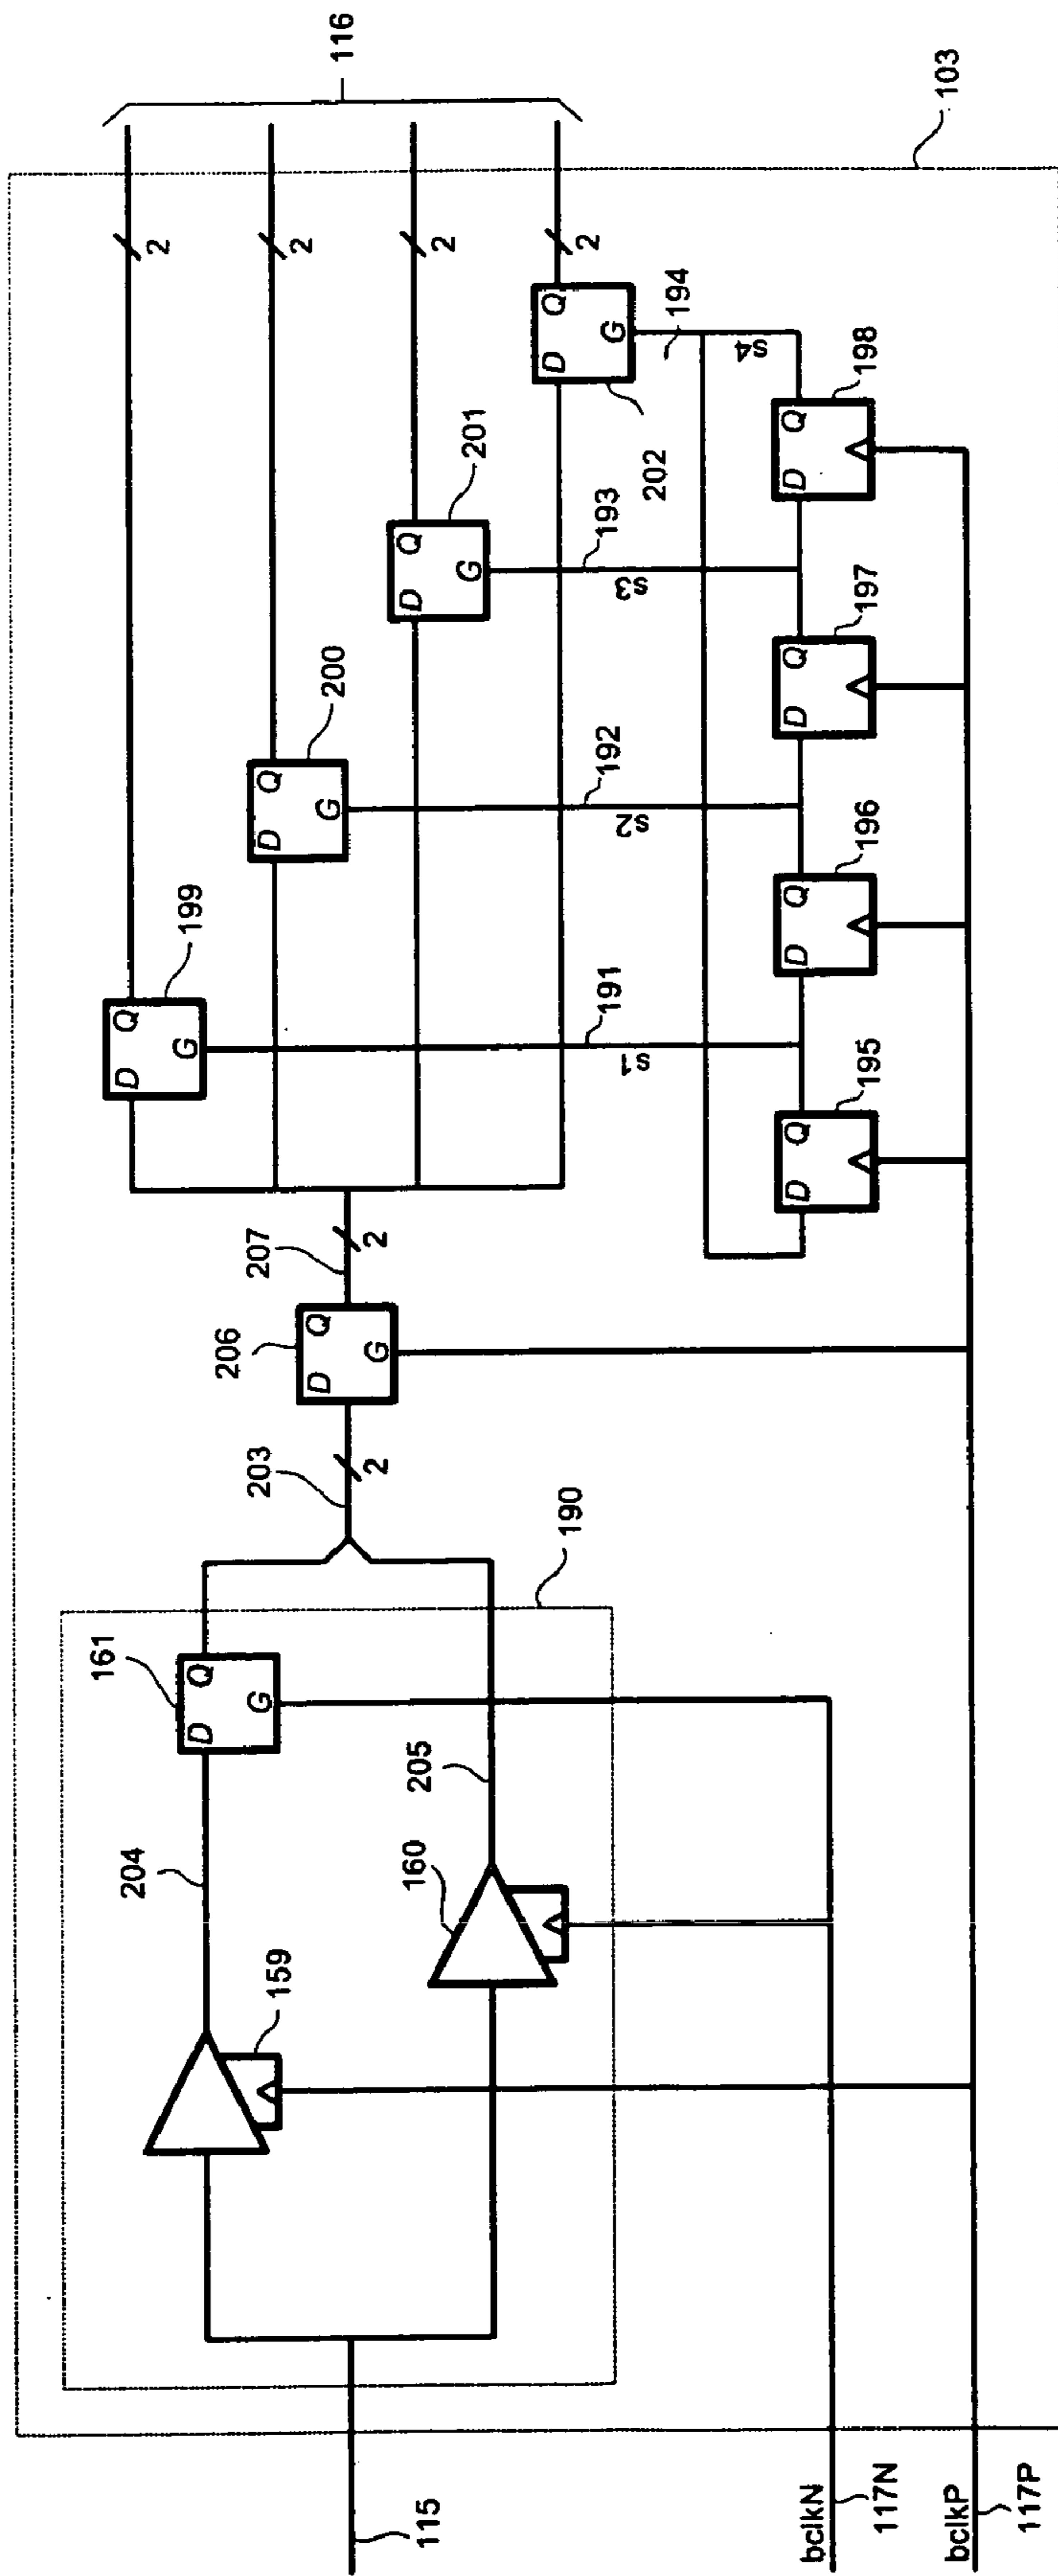 116
103
2
2
2
2
199
D Q
G
200
D Q
G
201
D Q
G
202
D Q
G
191
s1
192
s2
193
s3
194
s4
195
D Q
196
D Q
197
D Q
198
D Q
207
2
206
D Q
G
203
2
190
161
D Q
G
204
159
205
160
115
bclkN
117N
bclkP
117P